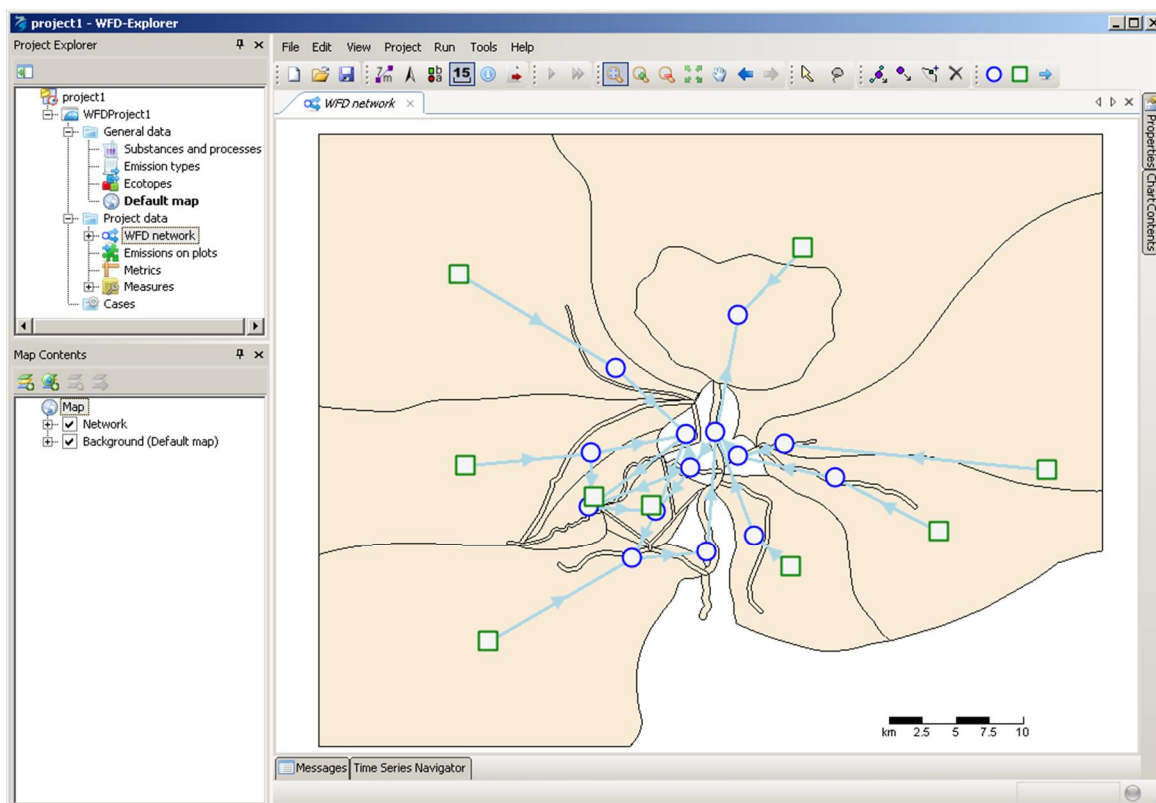 project1 - WFD-Explorer
Project Explorer
File Edit View Project Run Tools Help
15
project1
WFDProject1
General data
Substances and processes
Emission types
Ecotopes
Default map
Project data
WFD network
Emissions on plots
Metrics
Measures
Cases
WFD network
Properties
ChartContents
Map Contents
Map
Network
Background (Default map)
km 2.5 5 7.5 10
Messages Time Series Navigator